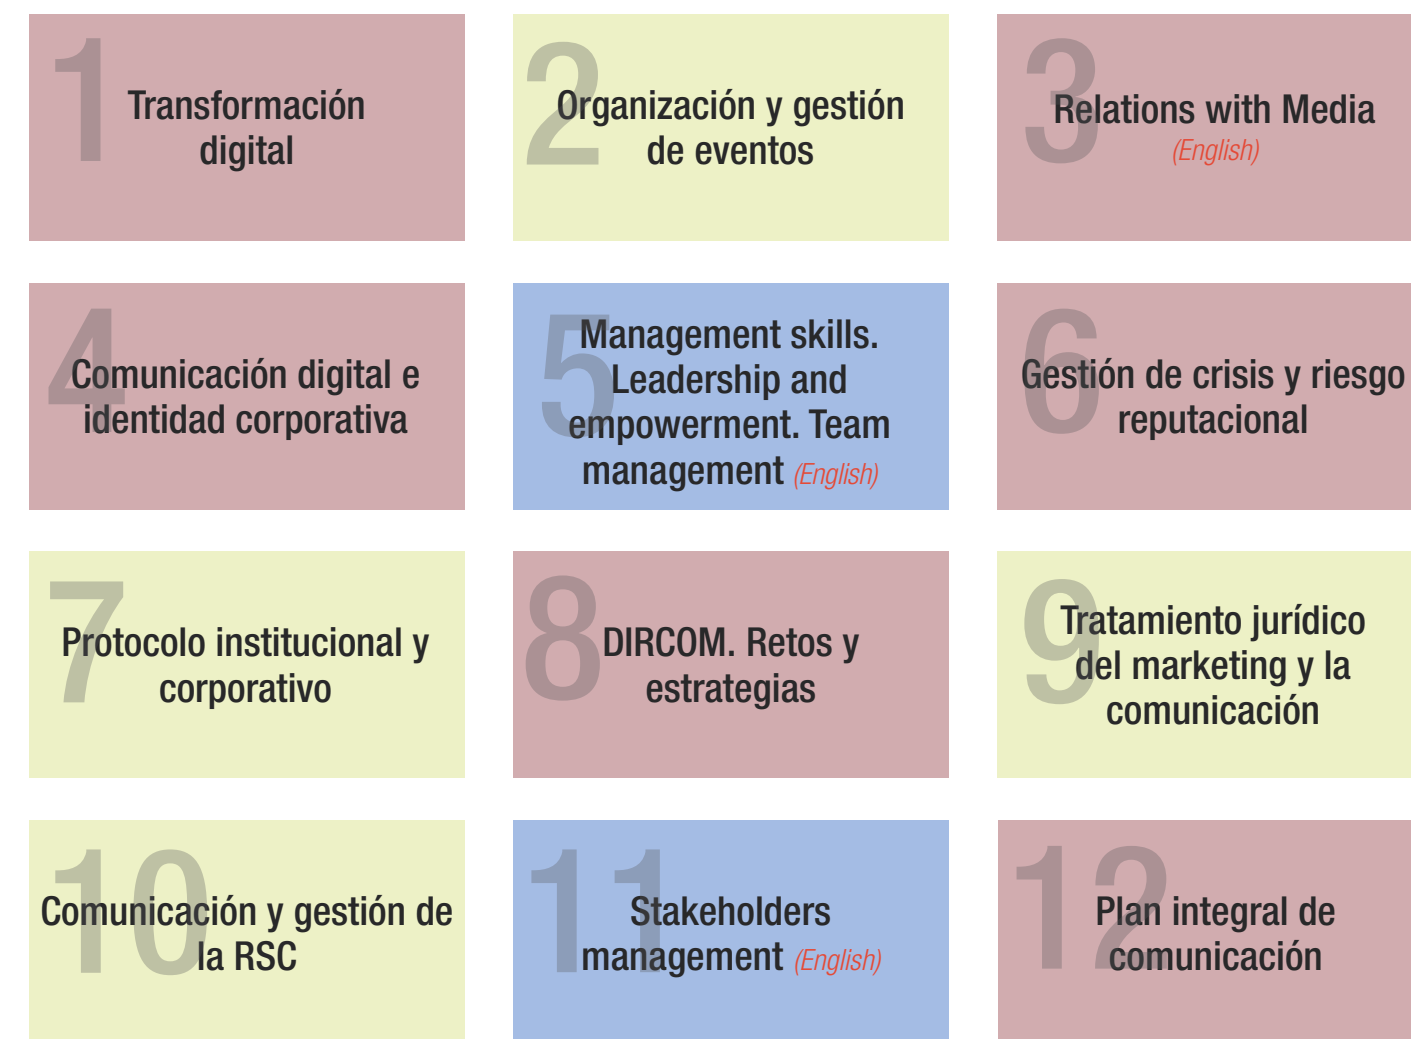 1
Transformación
digital
2
Organización y gestión
de eventos
3
Relations with Media
(English)
4
Comunicación digital e
identidad corporativa
5
Management skills.
Leadership and
empowerment. Team
management (English)
6
Gestión de crisis y riesgo
reputacional
7
Protocolo institucional y
corporativo
8
DIRCOM. Retos y
estrategias
9
Tratamiento jurídico
del marketing y la
comunicación
10
Comunicación y gestión de
la RSC
11
Stakeholders
management (English)
12
Plan integral de
comunicación